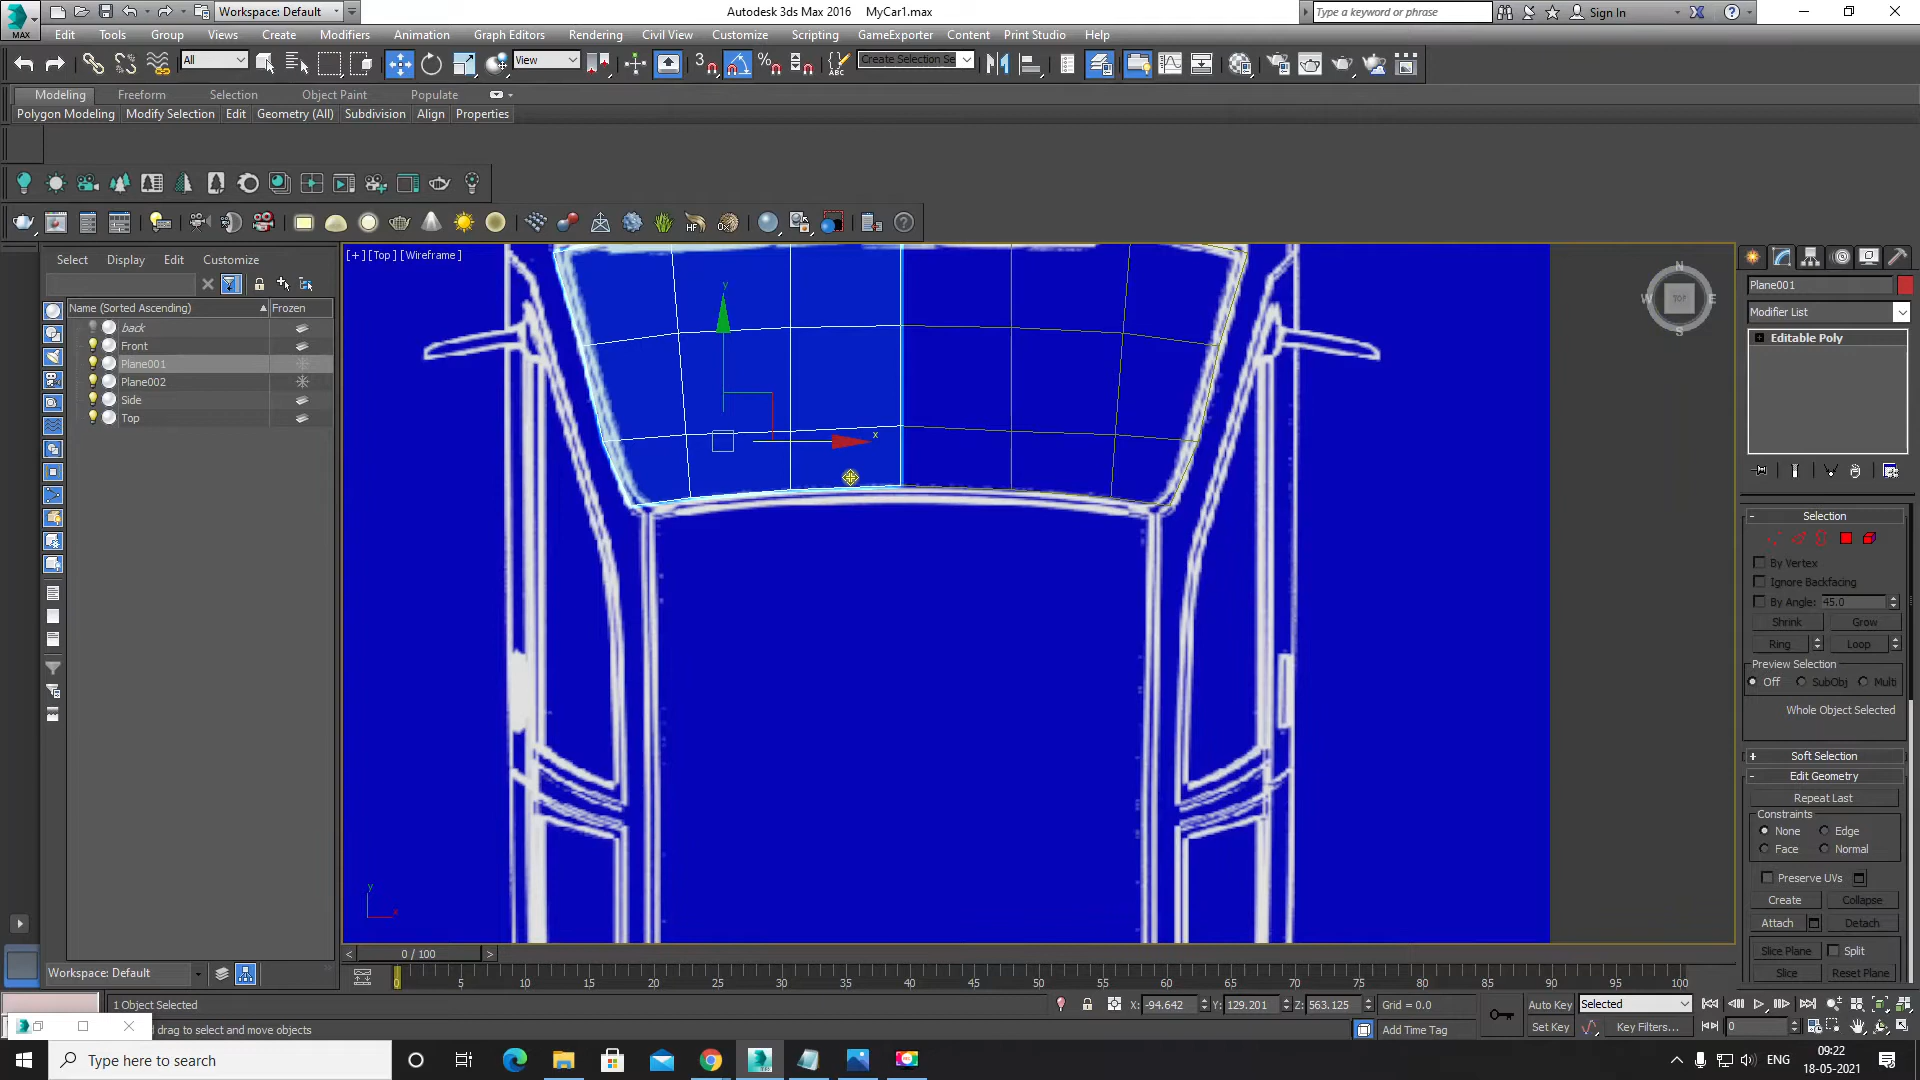 Workspace: Default
Autodesk 3ds Max 2016 MyCar1.max
Type a keyword or phrase
Sign In
MAX
Edit Tools Group Views Create Modifiers Animation Graph Editors Rendering Civil View Customize Scripting GameExporter Content Print Studio Help
All
View
3
ABC
Create Selection Se
Modeling Freeform Selection Object Paint Populate
Polygon Modeling Modify Selection Edit Geometry (All) Subdivision Align Properties
HF
Select Display Edit Customize
Name (Sorted Ascending) Frozen
back
Front
Plane001
Plane002
Side
Top
[+] [Top] [Wireframe]
y
x
y
x
N
W TOP E
S
Plane001
Modifier List
Editable Poly
Selection
By Vertex
Ignore Backfacing
By Angle: 45.0
Shrink Grow
Ring Loop
Preview Selection
Off SubObj Multi
Whole Object Selected
Soft Selection
Edit Geometry
Repeat Last
Constraints
None Edge
Face Normal
Preserve UVs
Create Collapse
Attach Detach
Slice Plane Split
Slice Reset Plane
0 / 100
Workspace: Default
0 5 10 15 20 25 30 35 40 45 50 55 60 65 70 75 80 85 90 95 100
1 Object Selected
X: -94.642 Y: 129.201 Z: 563.125 Grid = 0.0
Auto Key Selected
drag to select and move objects
Add Time Tag
Set Key Key Filters... 0
Type here to search
ENG
09:22
18-05-2021